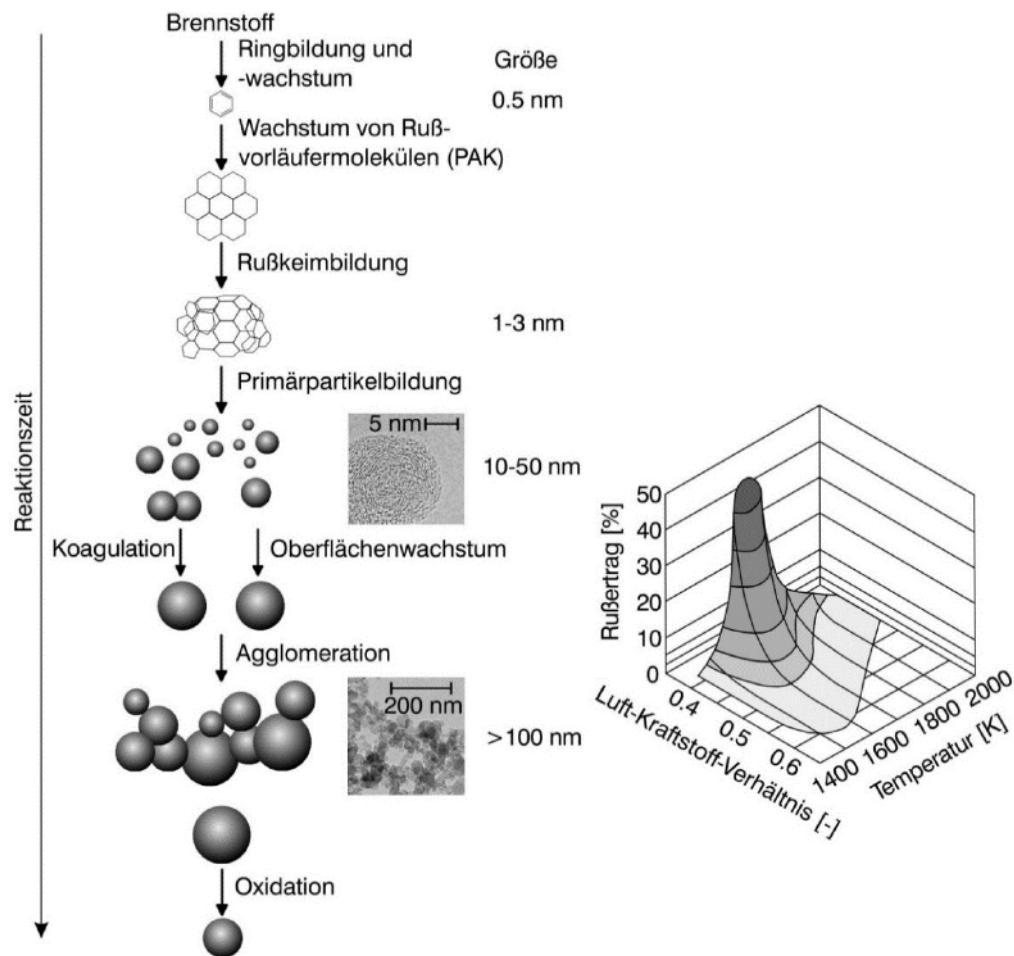 Brennstoff
Ringbildung und
-wachstum
Größe
0.5 nm
Wachstum von Ruß-
vorläufermolekülen (PAK)
Rußkeimbildung
1-3 nm
Primärpartikelbildung
5 nm
10-50 nm
Koagulation
Oberflächenwachstum
Agglomeration
200 nm
>100 nm
Oxidation
Reaktionszeit
Rußertrag [%]
50
40
30
20
10
0
Luft-Kraftstoff-Verhältnis [-]
0.4
0.5
0.6
Temperatur [K]
1400
1600
1800
2000